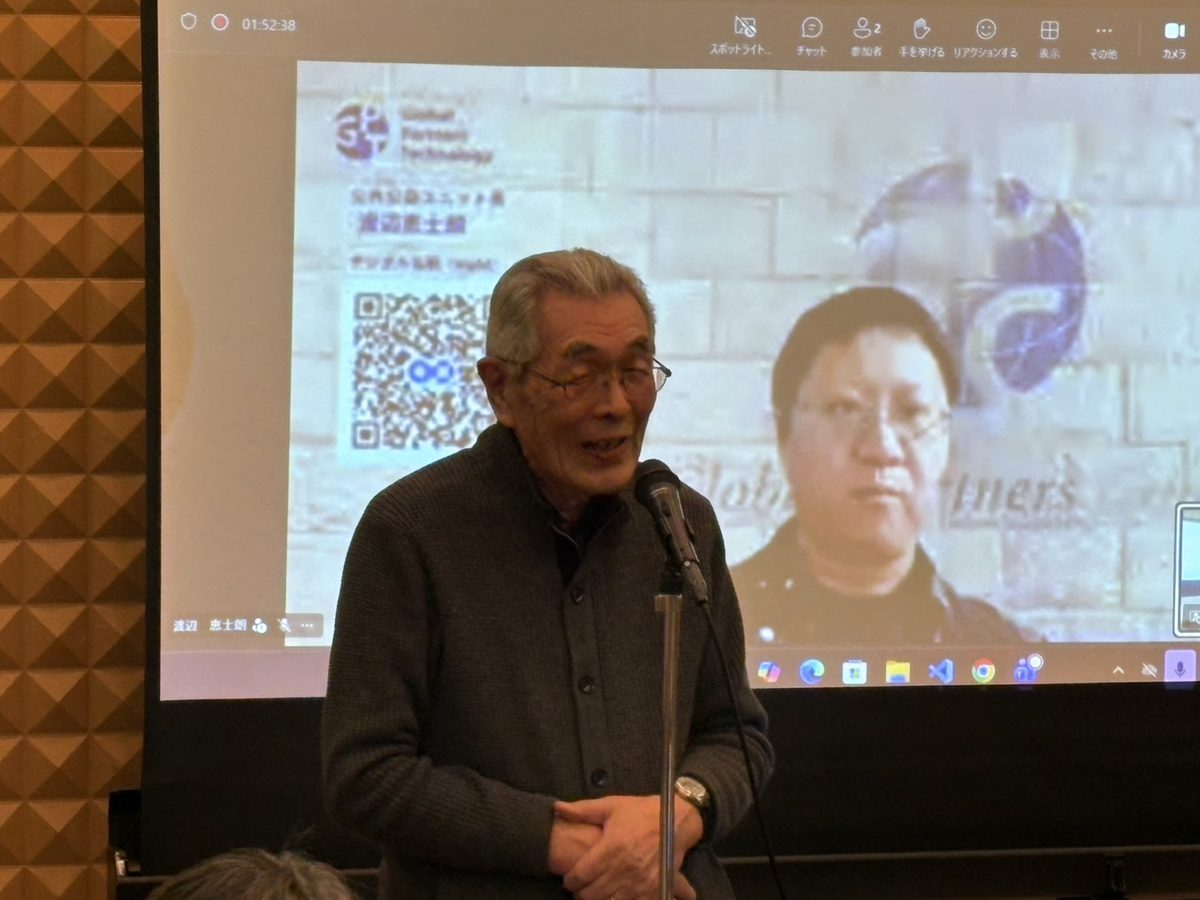 01:52:38
スポットライト...
チャット
参加者
2
手を挙げる
リアクションする
表示
その他
カメラ
Global
Partners
Technology
渡辺恵士朗
渡辺 恵士朗